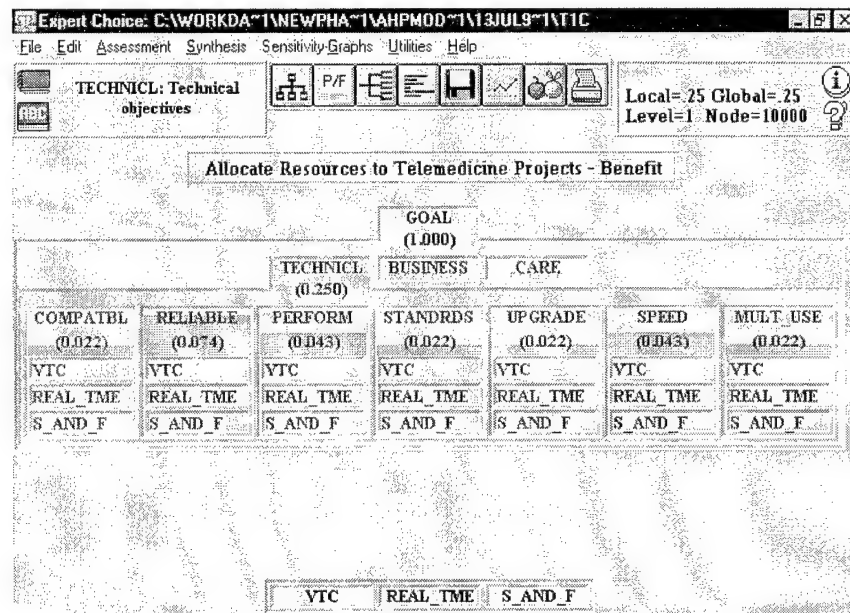 Expert Choice: C:\WORKDA~1\NEWPHA~1\AHPMOD~1\13JUL9~1\T1C
File Edit Assessment Synthesis Sensitivity-Graphs Utilities Help
TECHNICL: Technical
objectives
P/F
Local=.25 Global=.25
Level=1 Node=10000
ABC
Allocate Resources to Telemedicine Projects - Benefit
GOAL
(1.000)
TECHNICL BUSINESS CARE
(0.250)
COMPATBL RELIABLE PERFORM STANDRDS UPGRADE SPEED MULT_USE
(0.022) (0.074) (0.043) (0.022) (0.022) (0.043) (0.022)
VTC VTC VTC VTC VTC VTC VTC
REAL_TME REAL_TME REAL_TME REAL_TME REAL_TME REAL_TME REAL_TME
S_AND_F S_AND_F S_AND_F S_AND_F S_AND_F S_AND_F S_AND_F
VTC REAL_TME S_AND_F